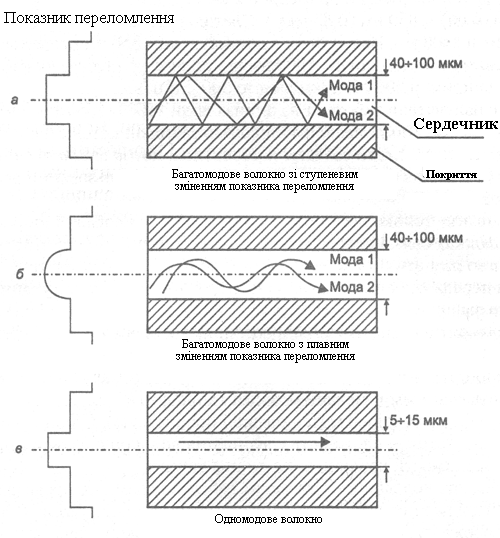 Показник переломлення
40÷100 мкм
Мода 1
а
Мода 2
Сердечник
Покриття
Багатомодове волокно зі ступеневим
зміненням показника переломлення
40÷100 мкм
Мода 1
б
Мода 2
Багатомодове волокно з плавним
зміненням показника переломлення
5÷15 мкм
в
Одномодове волокно